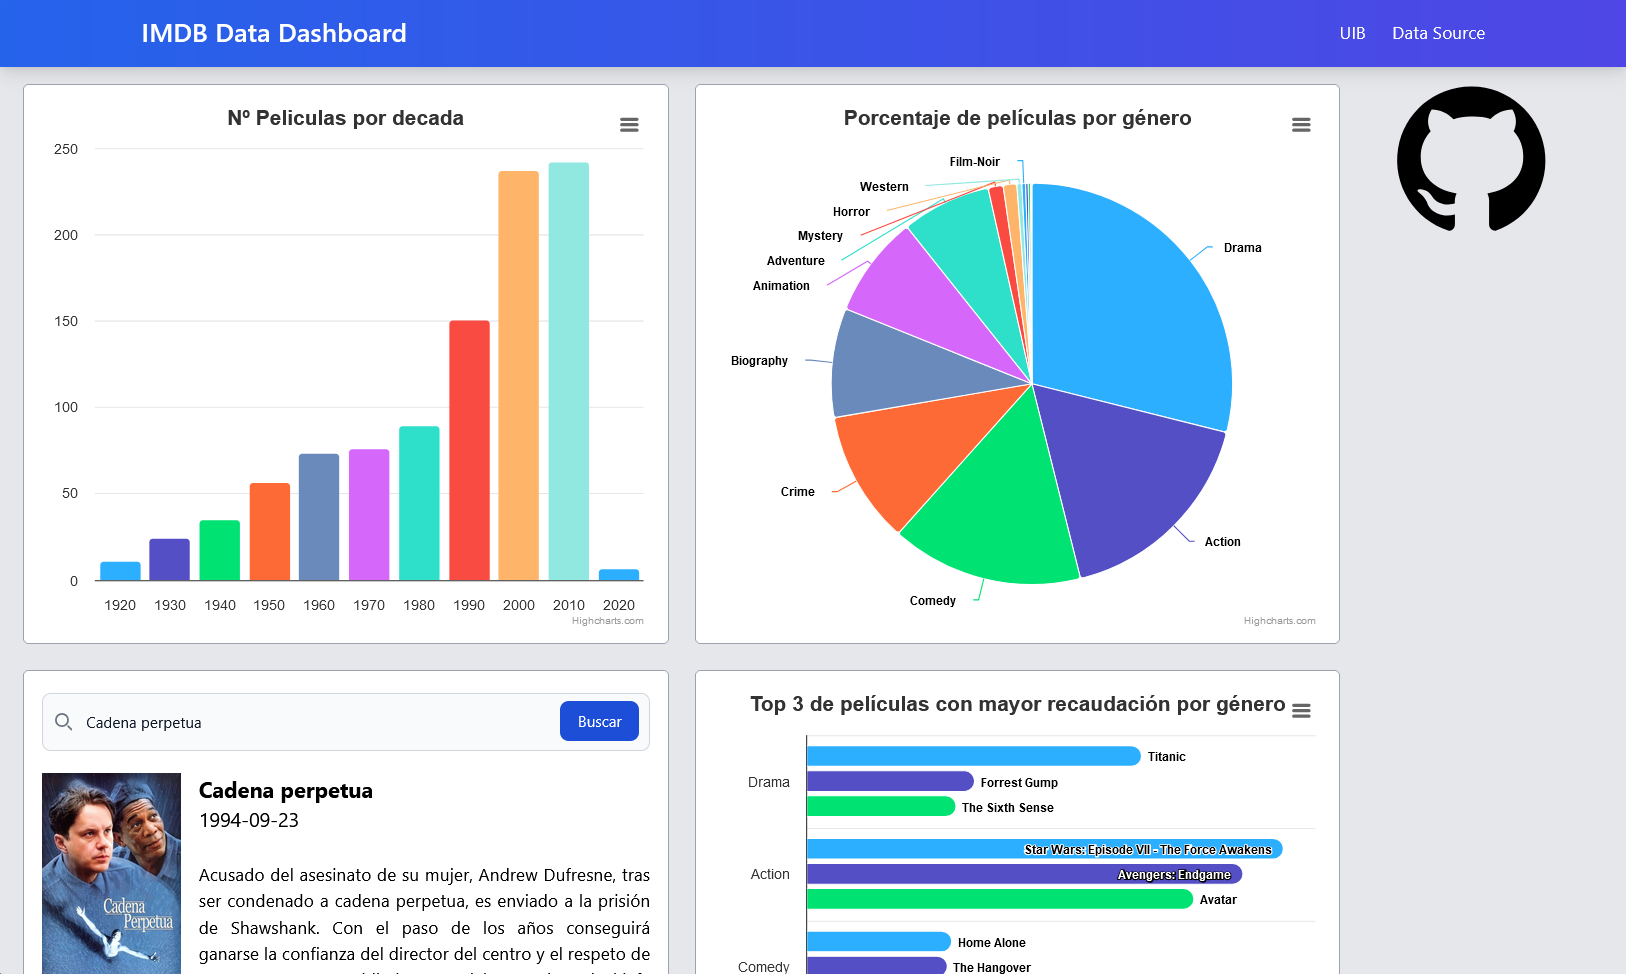 IMDB Data Dashboard
UIB
Data Source
Nº Peliculas por decada
250
200
150
100
50
0
1920 1930 1940 1950 1960 1970 1980 1990 2000 2010 2020
Highcharts.com
Porcentaje de películas por género
Film-Noir
Western
Horror
Mystery
Adventure
Animation
Biography
Crime
Comedy
Drama
Action
Highcharts.com
Cadena perpetua
Buscar
Cadena perpetua
1994-09-23
Acusado del asesinato de su mujer, Andrew Dufresne, tras
ser condenado a cadena perpetua, es enviado a la prisión
de Shawshank. Con el paso de los años conseguirá
ganarse la confianza del director del centro y el respeto de
Cadena
Perpetua
Top 3 de películas con mayor recaudación por género
Drama
Titanic
Forrest Gump
The Sixth Sense
Action
Star Wars: Episode VII - The Force Awakens
Avengers: Endgame
Avatar
Comedy
Home Alone
The Hangover